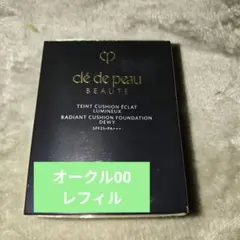 clé de peau
BEAUTÉ
TEINT CUSHION ÉCLAT
LUMINEUX
RADIANT CUSHION FOUNDATION
DEWY
SPF25・PA+++
オークル00
レフィル